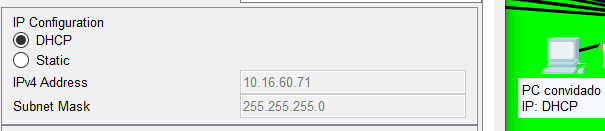 IP Configuration
DHCP
Static
IPv4 Address 10.16.60.71
Subnet Mask 255.255.255.0
PC convidado
IP: DHCP